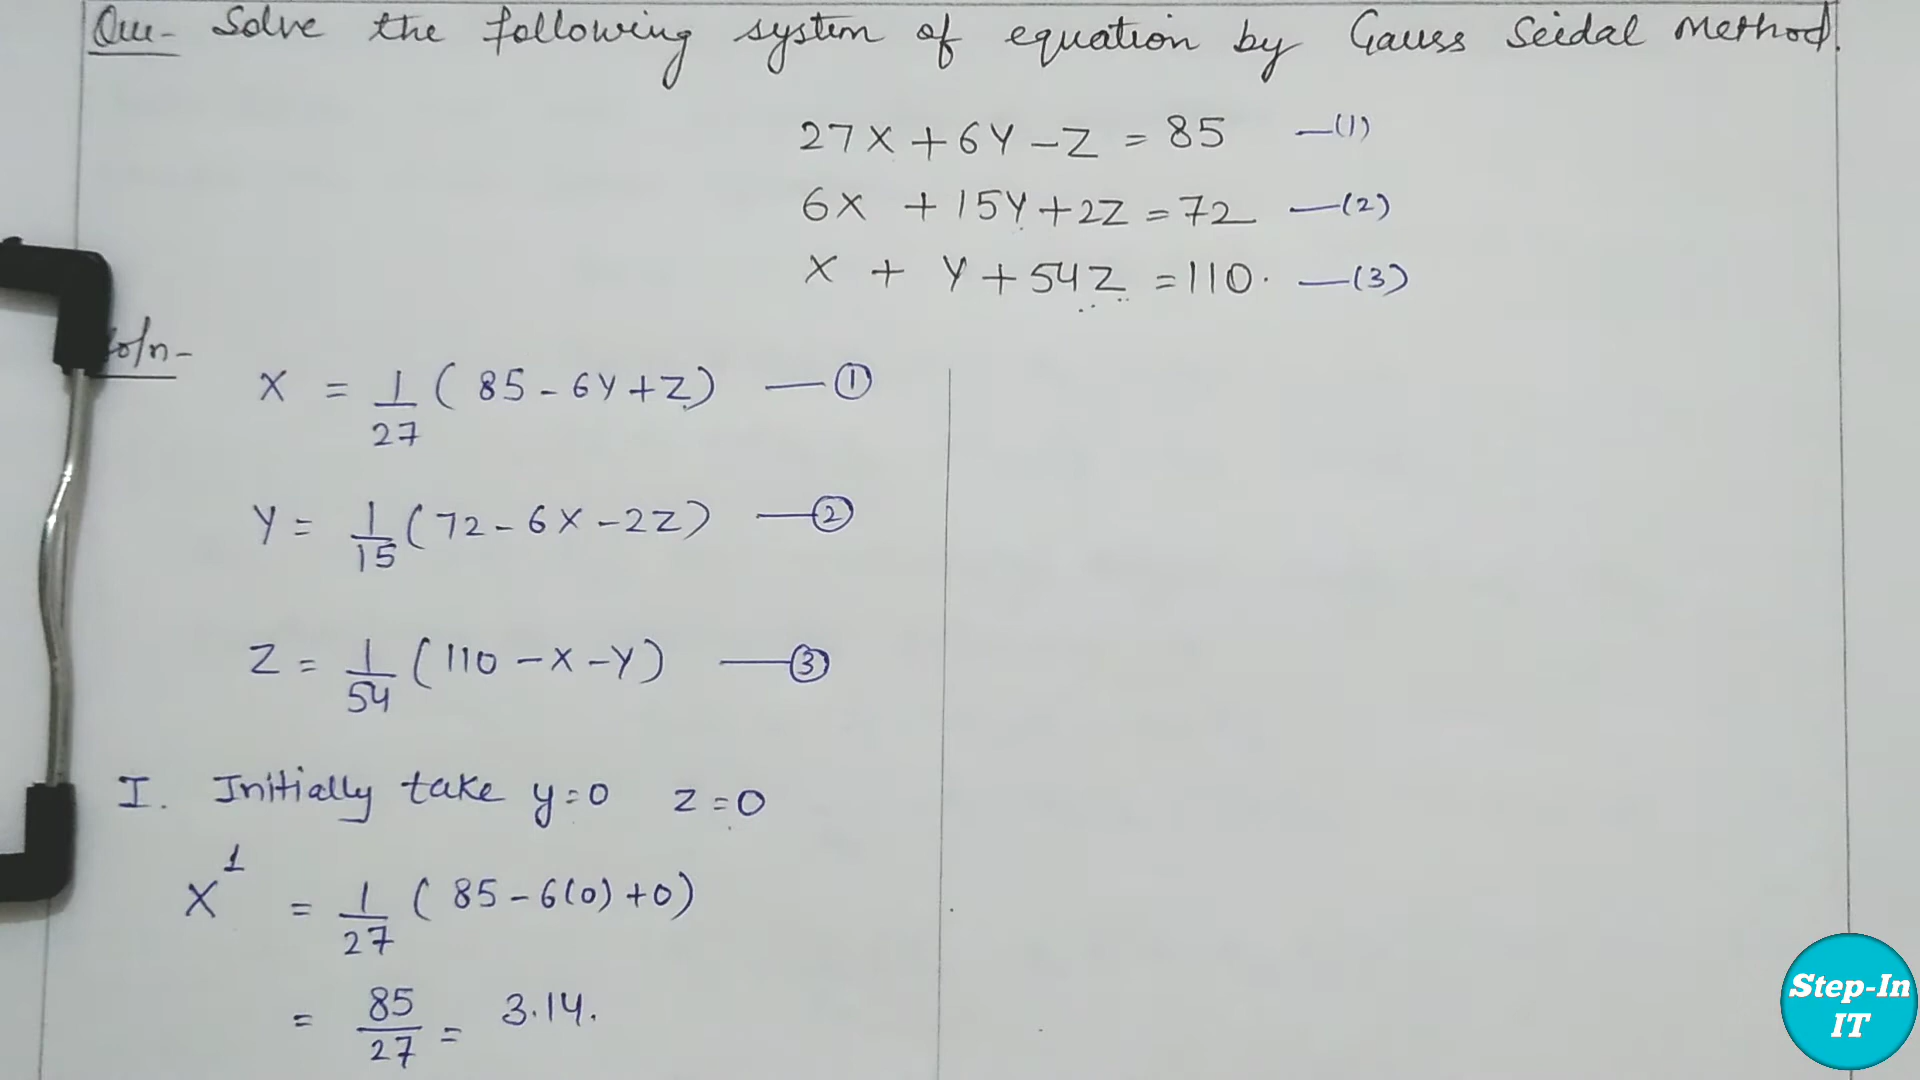 Que- Solve the following system of equation by Gauss Seidal Method.
27X + 6Y - Z = 85 —(1)
6X + 15Y + 2Z = 72 —(2)
X + Y + 54Z = 110. —(3)
Soln-
X = 1/27 ( 85 - 6Y + Z ) — ①
Y = 1/15 ( 72 - 6X - 2Z ) — ②
Z = 1/54 ( 110 - X - Y ) — ③
I. Initially take y=0 z=0
X¹ = 1/27 ( 85 - 6(0) + 0 )
= 85/27 = 3.14.
Step-In
IT